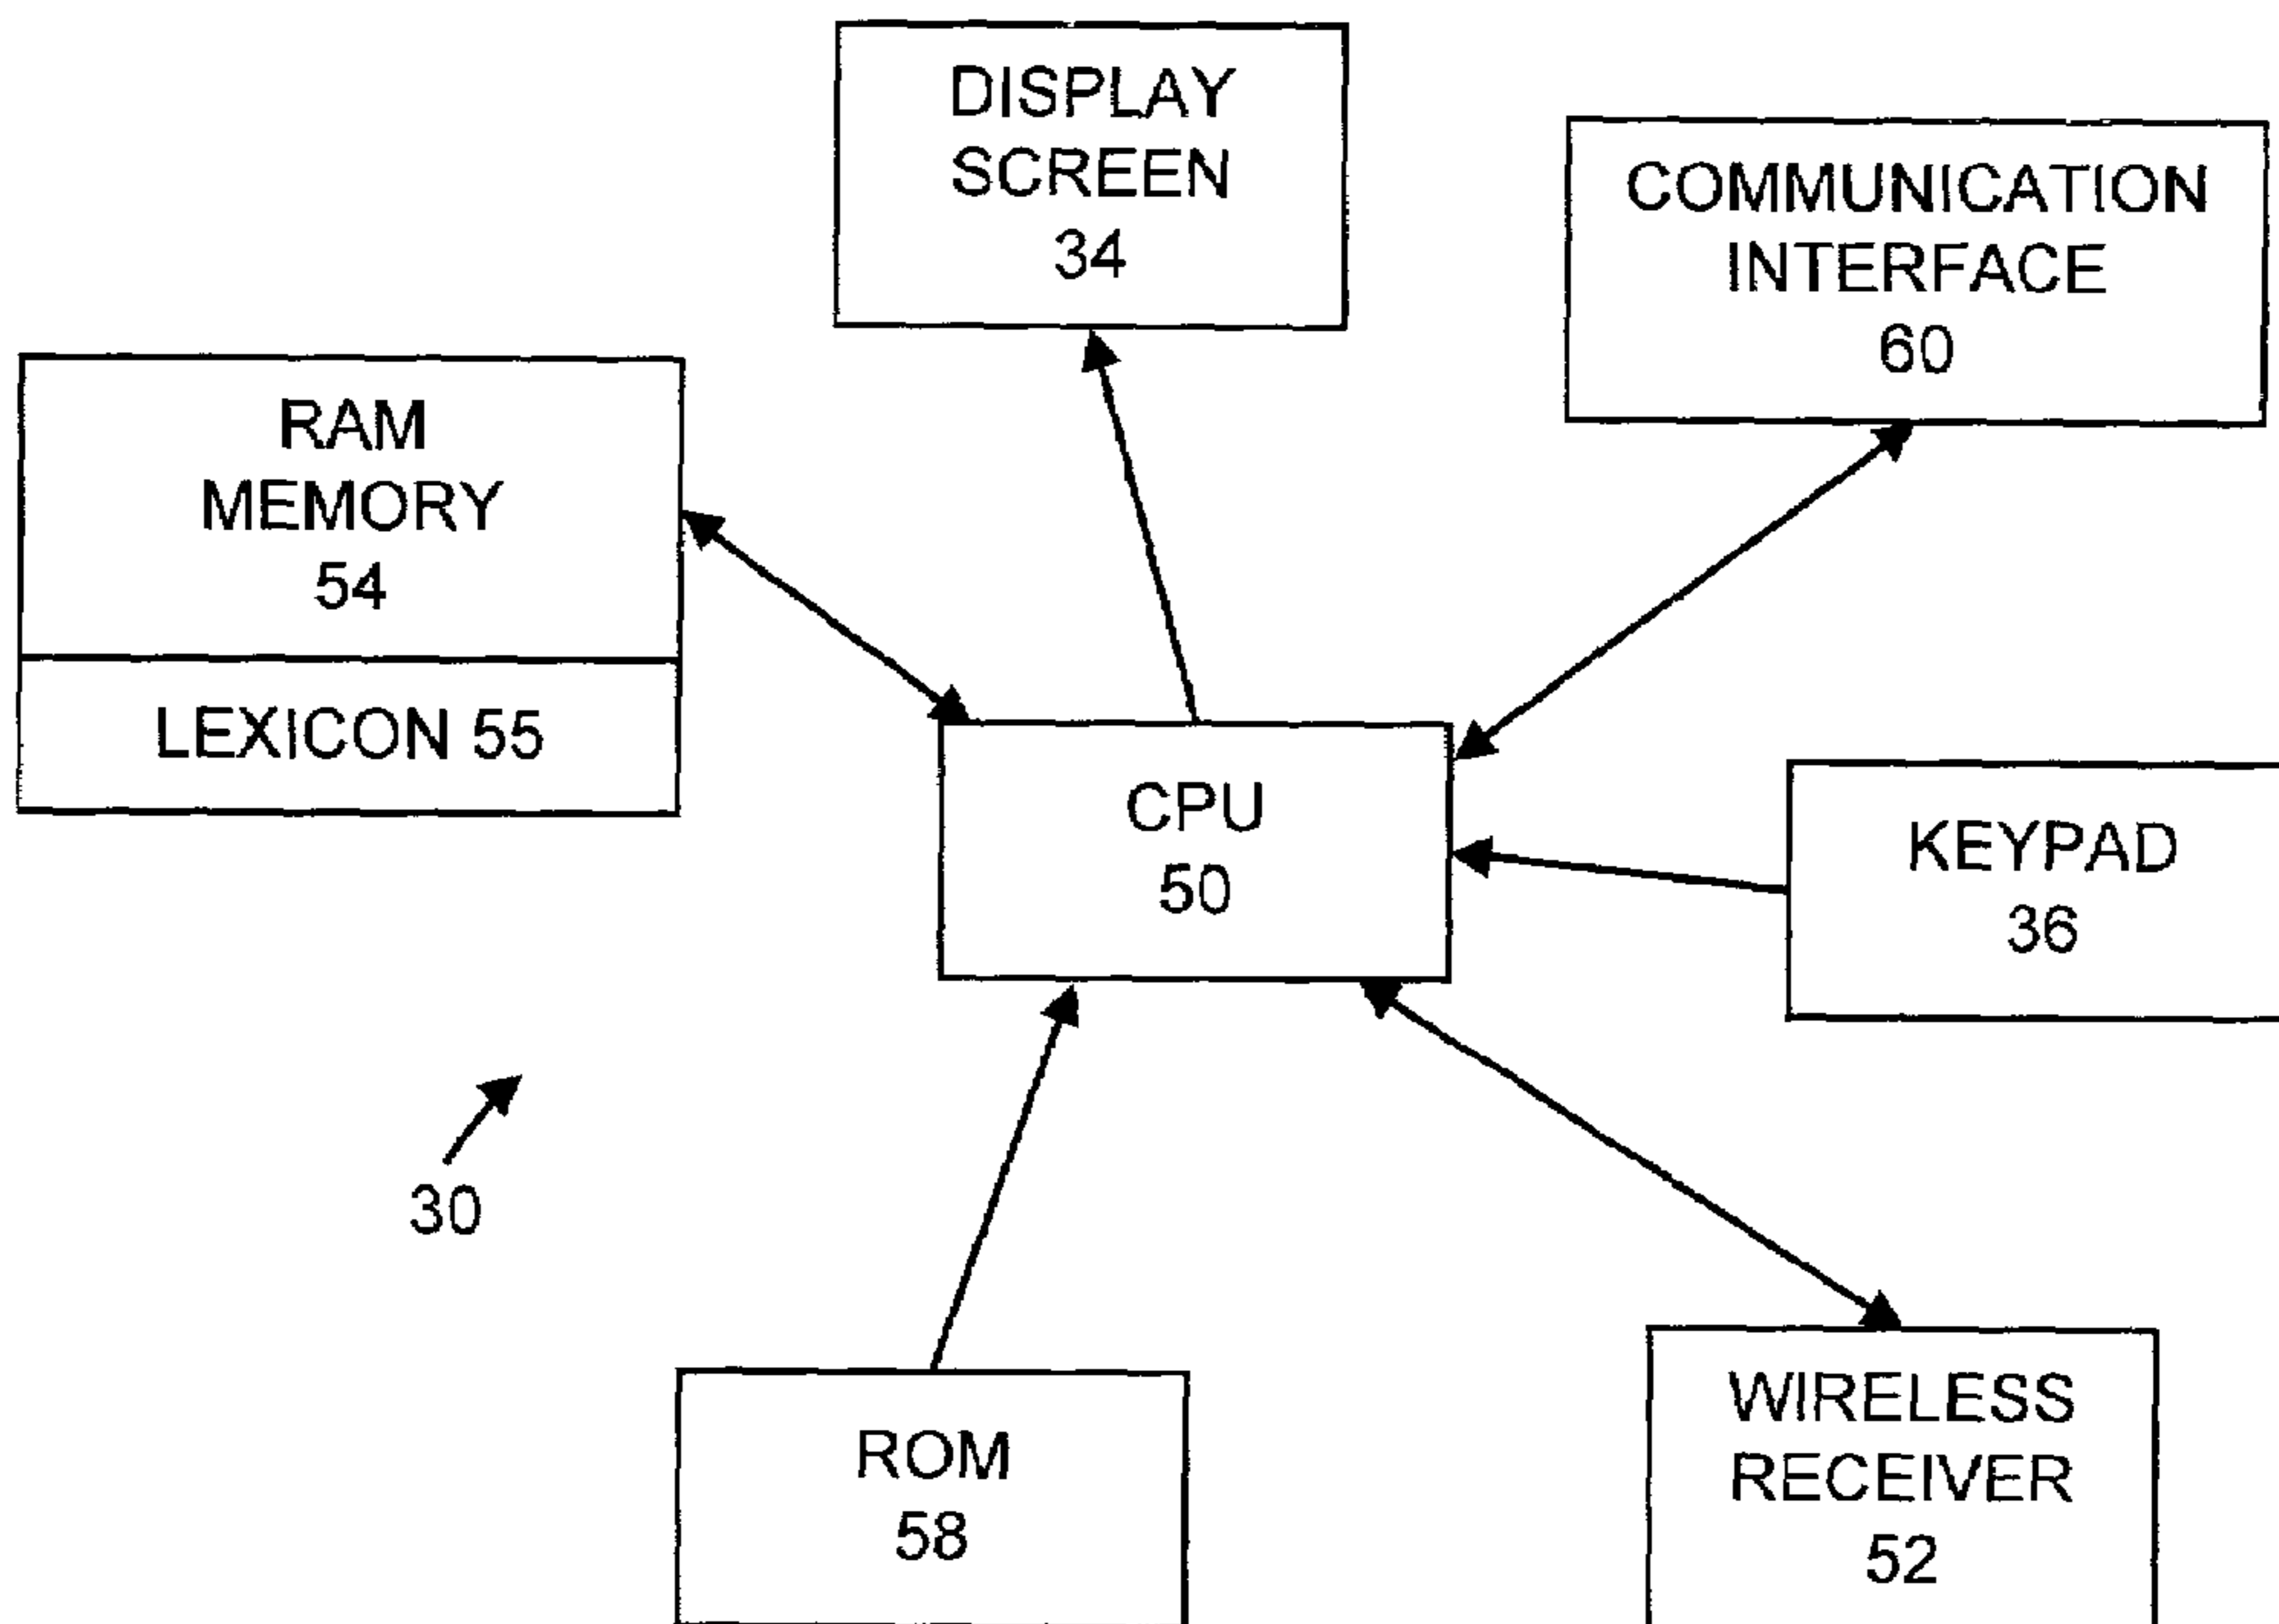 DISPLAY
SCREEN
34
COMMUNICATION
INTERFACE
60
RAM
MEMORY
54
LEXICON 55
CPU
50
KEYPAD
36
30
ROM
58
WIRELESS
RECEIVER
52